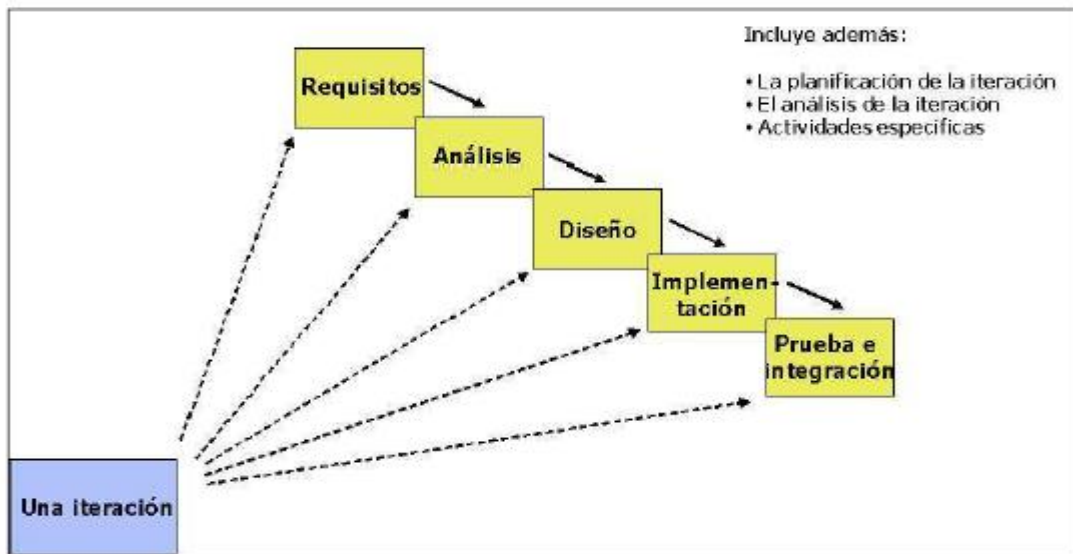 Incluye además:
• La planificación de la iteración
• El análisis de la iteración
• Actividades específicas
Requisitos
Análisis
Diseño
Implemen-
tación
Prueba e
integración
Una iteración